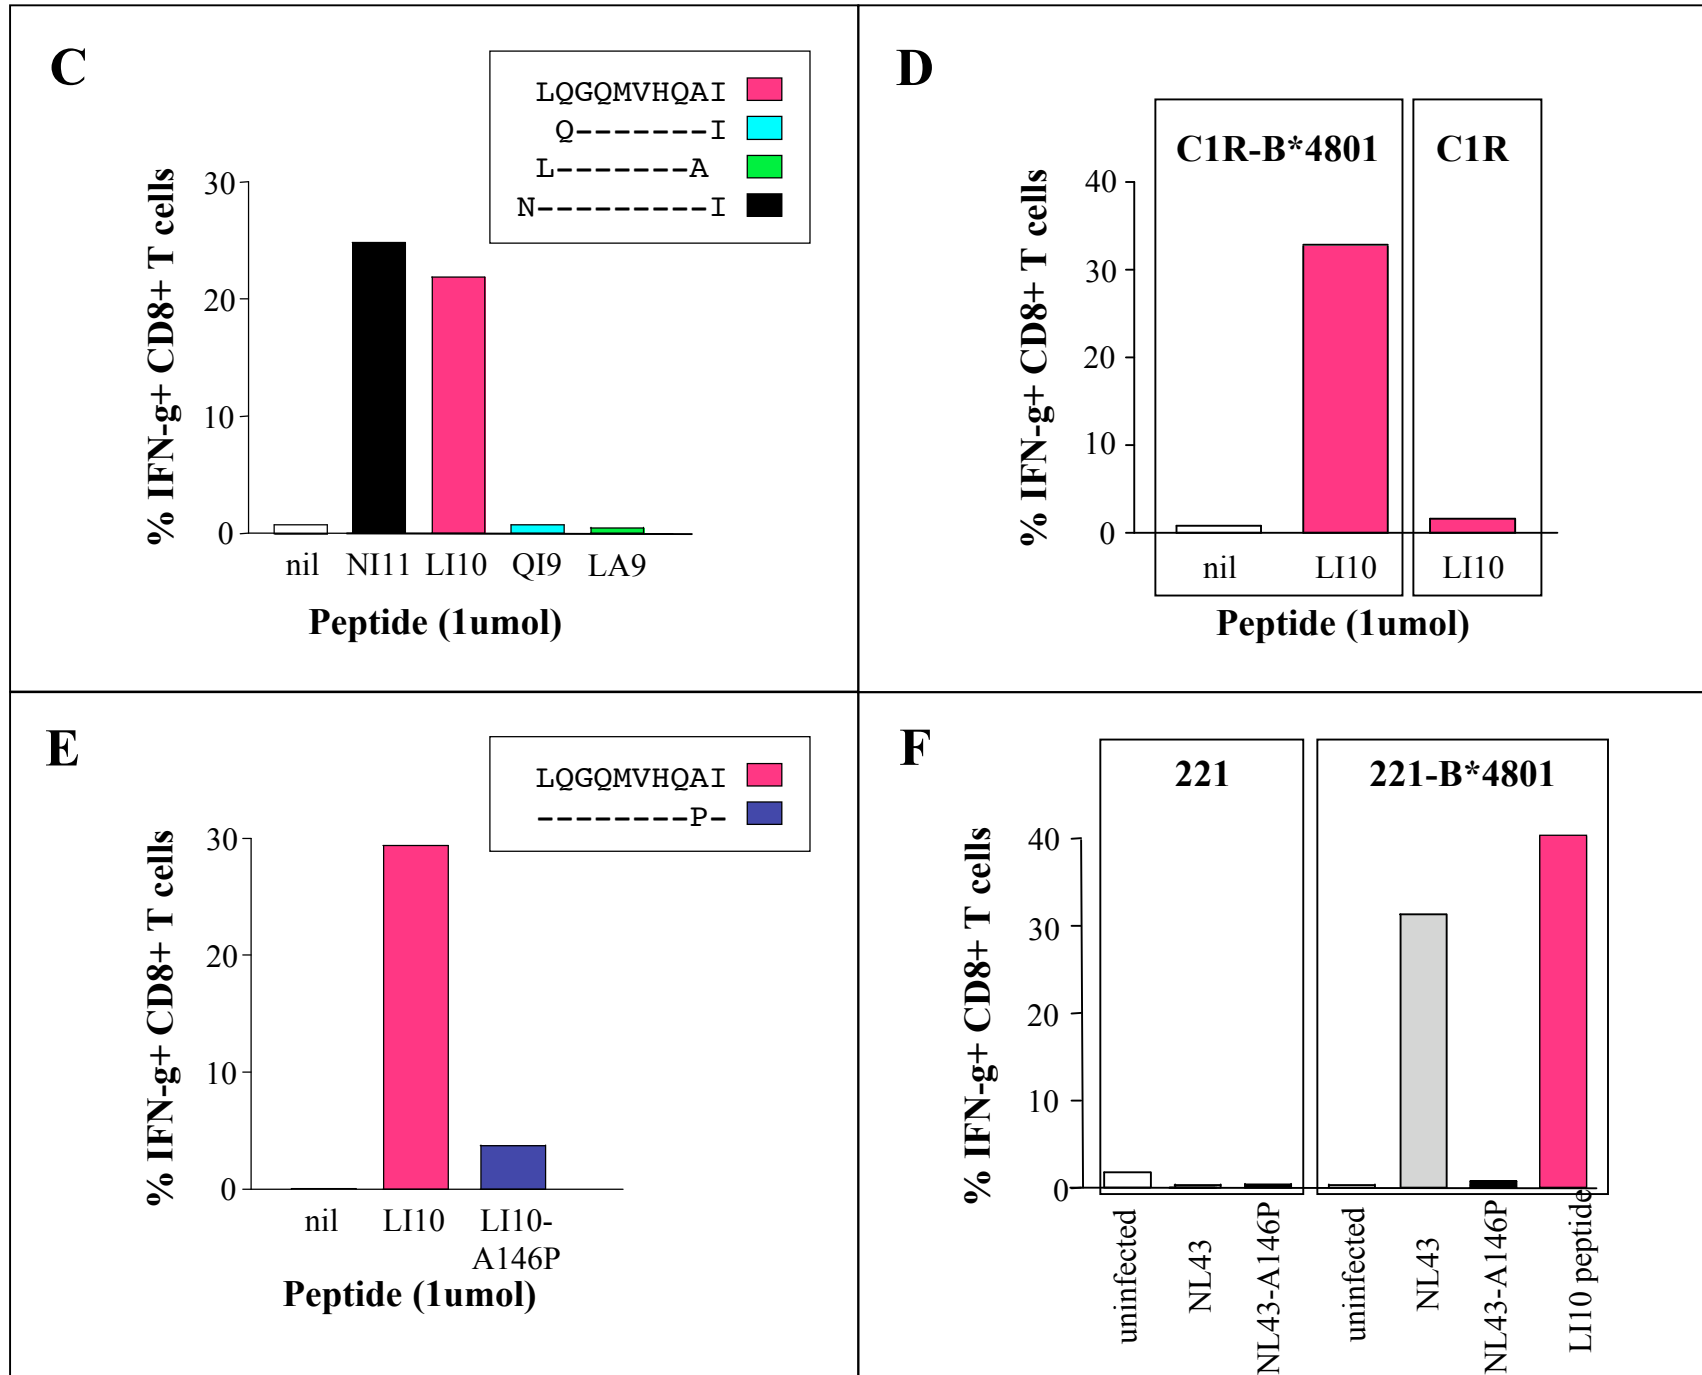 C
LQGQMVHQAI
Q-------I
L-------A
N---------I
% IFN-g+ CD8+ T cells
30
20
10
0
nil NI11 LI10 QI9 LA9
Peptide (1umol)
D
C1R-B*4801 C1R
% IFN-g+ CD8+ T cells
40
30
20
10
0
nil LI10 LI10
Peptide (1umol)
E
LQGQMVHQAI
--------P-
% IFN-g+ CD8+ T cells
30
20
10
0
nil LI10 LI10-
A146P
Peptide (1umol)
F
221 221-B*4801
% IFN-g+ CD8+ T cells
40
30
20
10
0
uninfected
NL43
NL43-A146P
uninfected
NL43
NL43-A146P
LI10 peptide